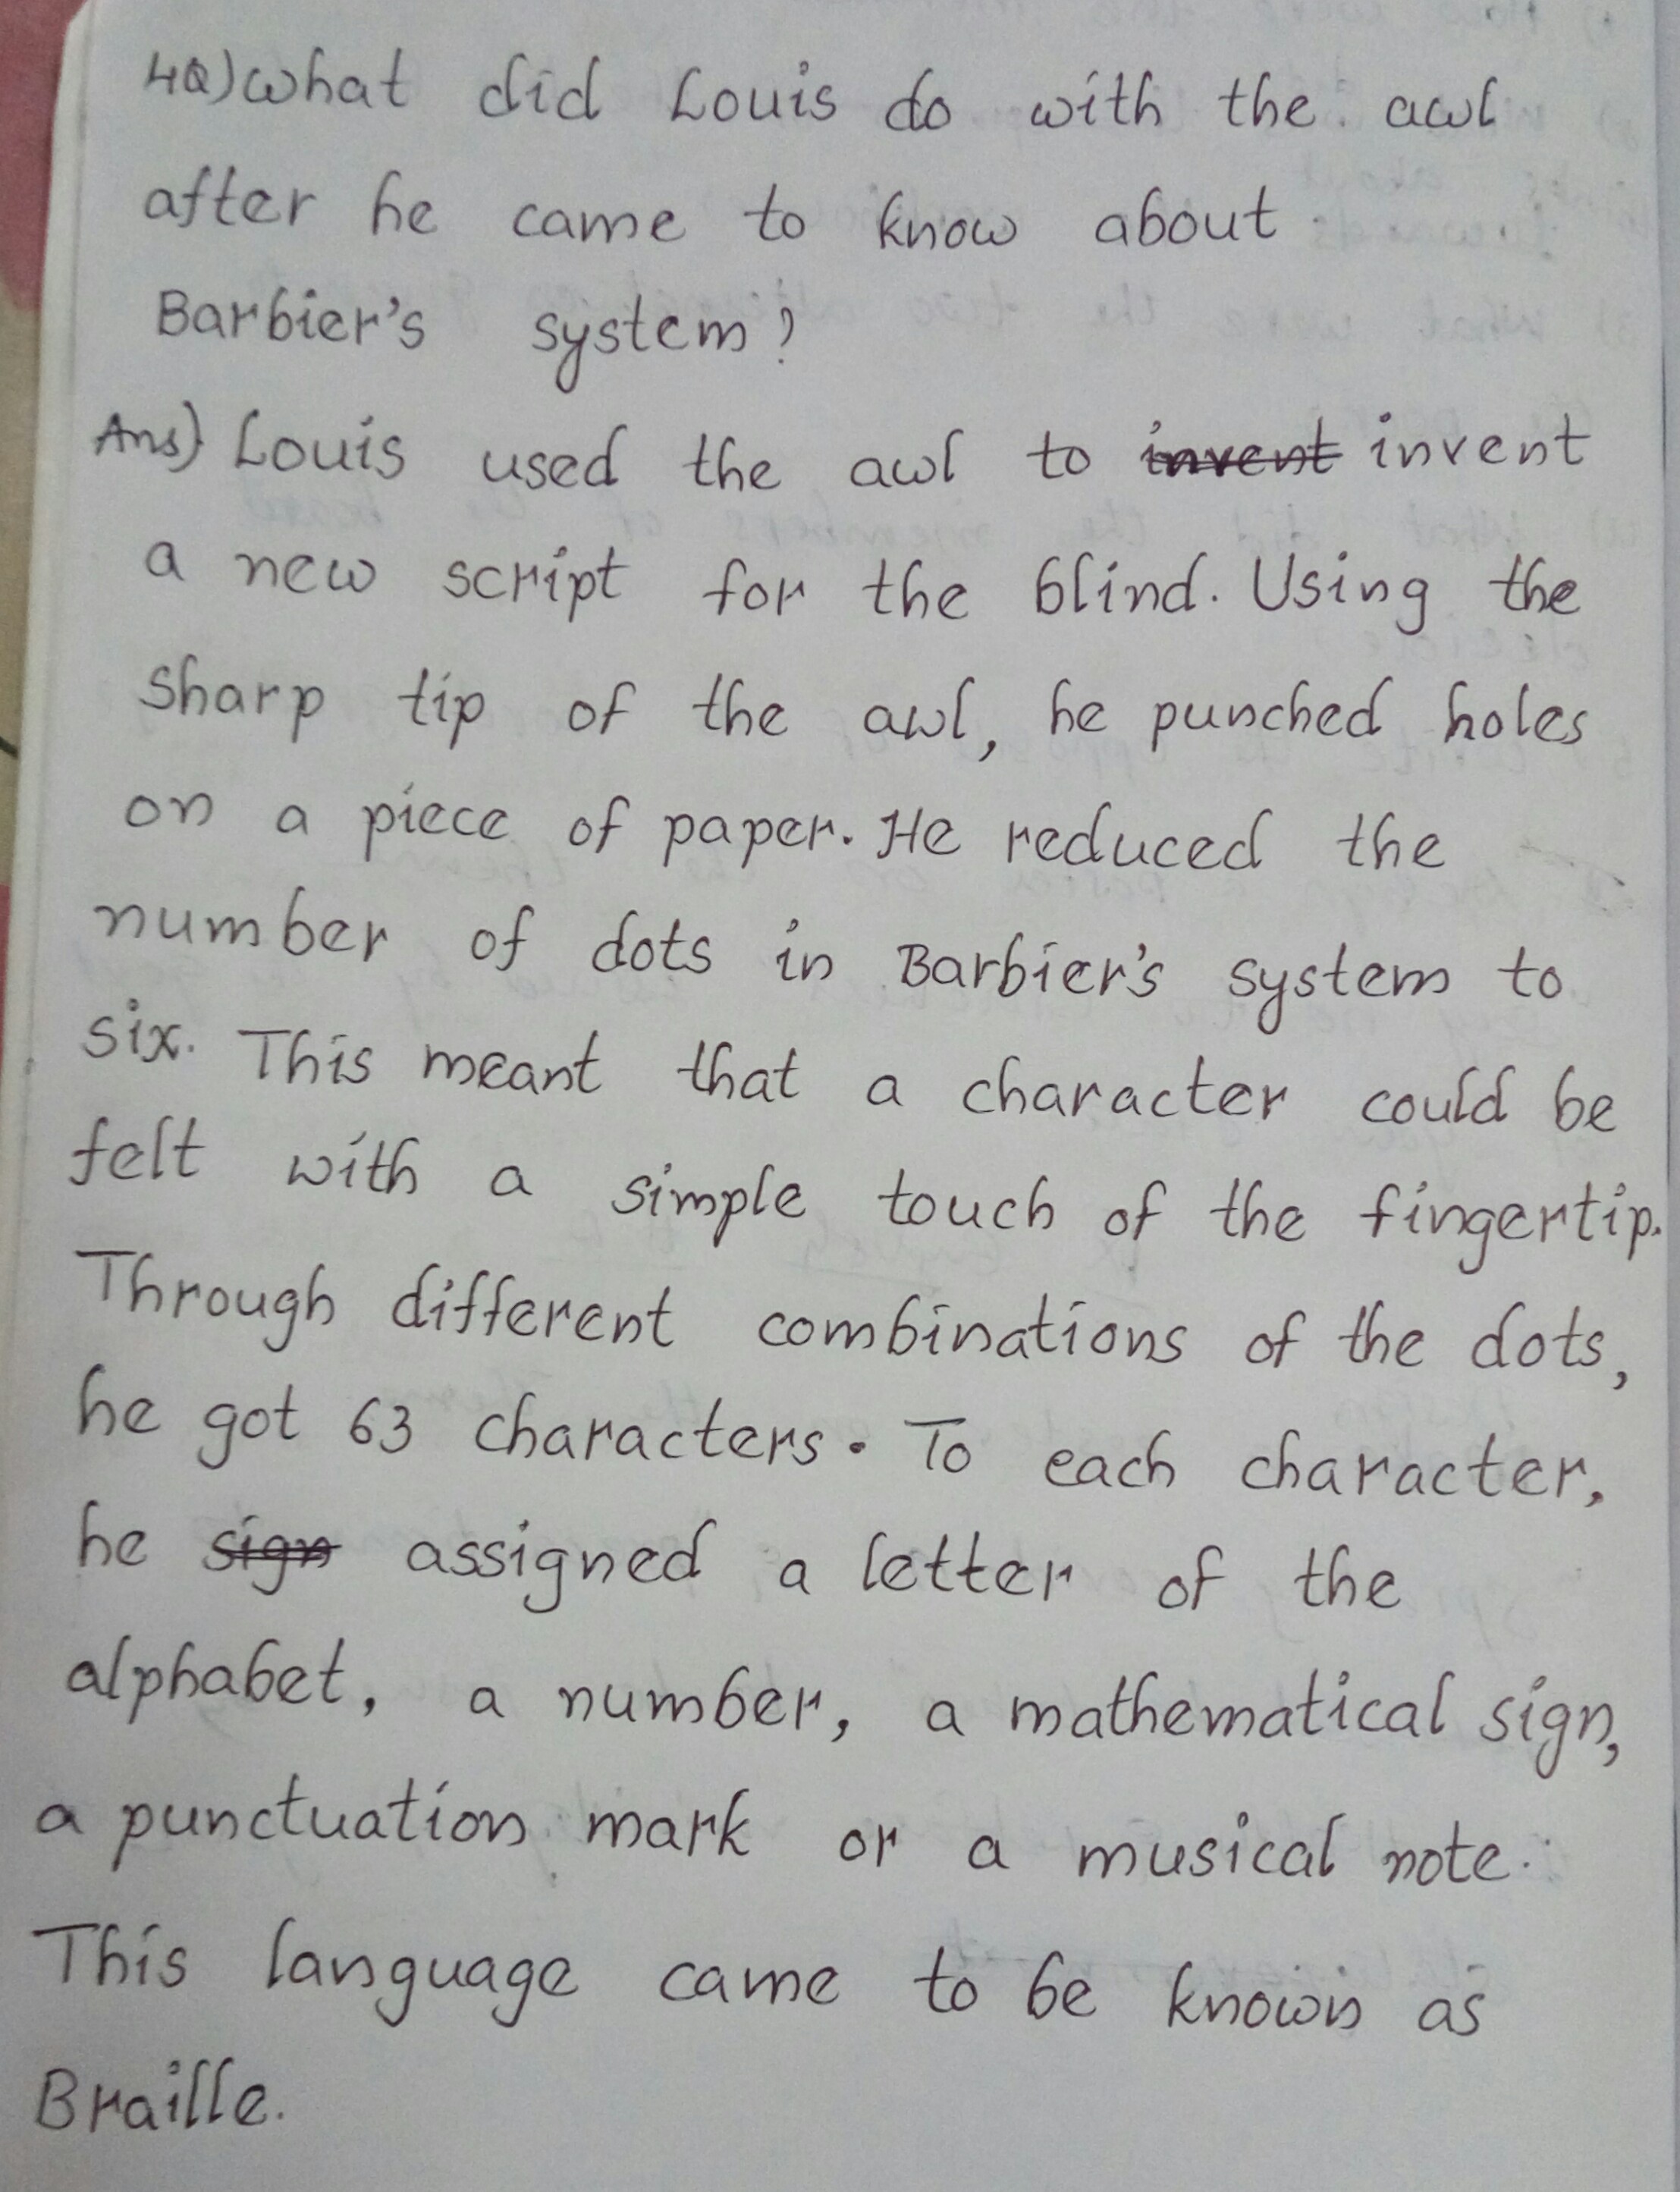 4Q) What did Louis do with the awl
after he came to know about
Barbier's system?
Ans) Louis used the awl to invent invent
a new script for the blind. Using the
sharp tip of the awl, he punched holes
on a piece of paper. He reduced the
number of dots in Barbier's system to
six. This meant that a character could be
felt with a simple touch of the fingertip.
Through different combinations of the dots,
he got 63 characters. To each character,
he sign assigned a letter of the
alphabet, a number, a mathematical sign,
a punctuation mark or a musical note.
This language came to be known as
Braille.